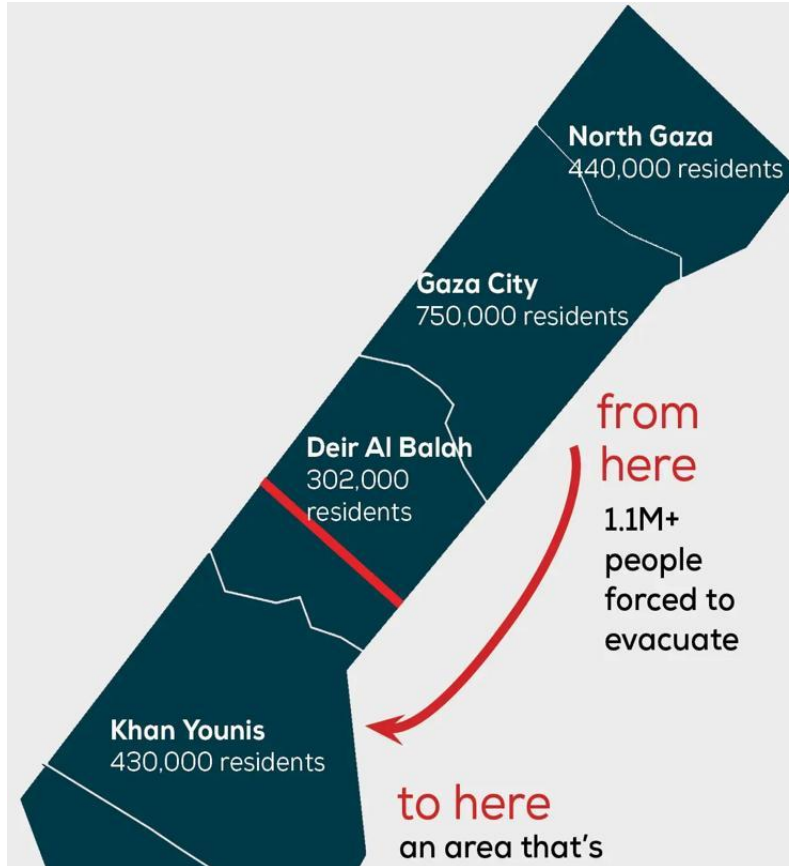 North Gaza
440,000 residents
Gaza City
750,000 residents
Deir Al Balah
302,000
residents
from
here
1.1M+
people
forced to
evacuate
Khan Younis
430,000 residents
to here
an area that's